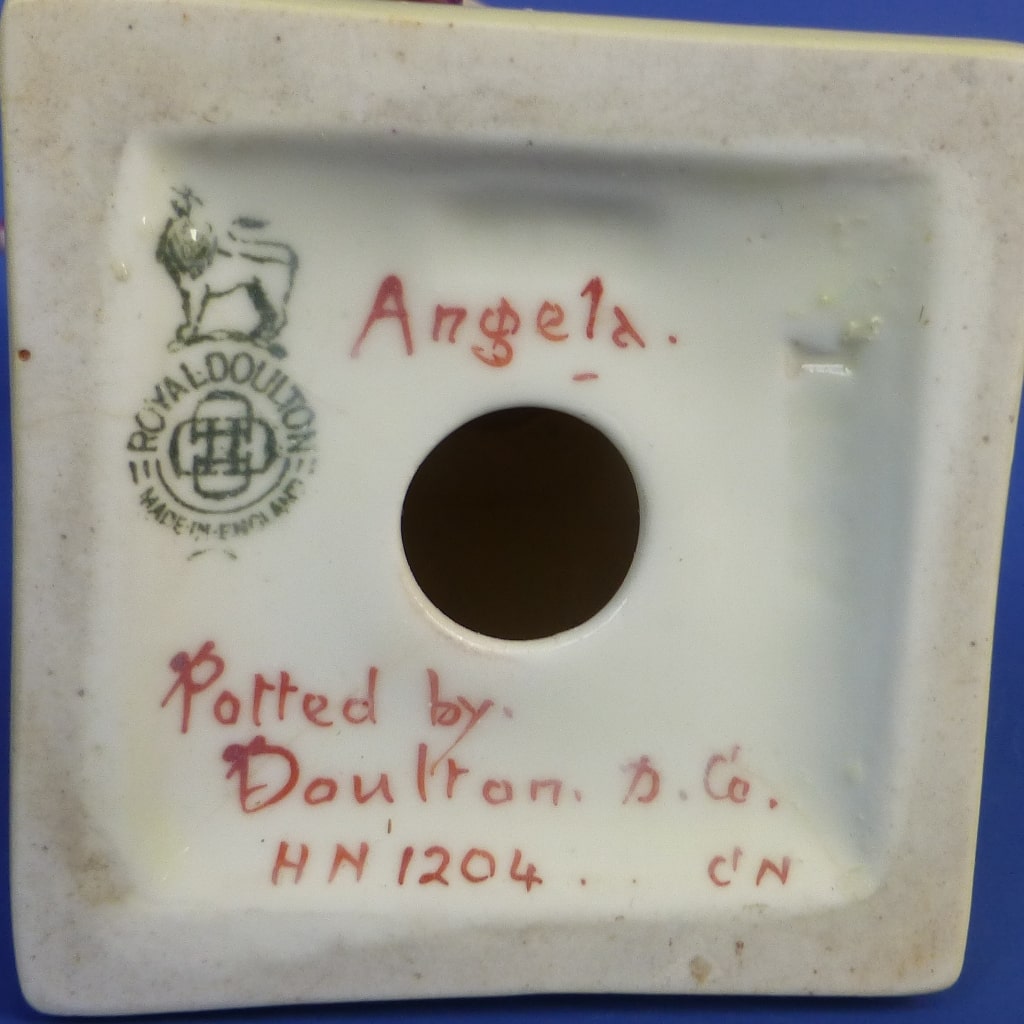 Angela.
ROYAL DOULTON
MADE·IN·ENGLAND
Potted by.
Doulton. & Co.
HN 1204 . . CN